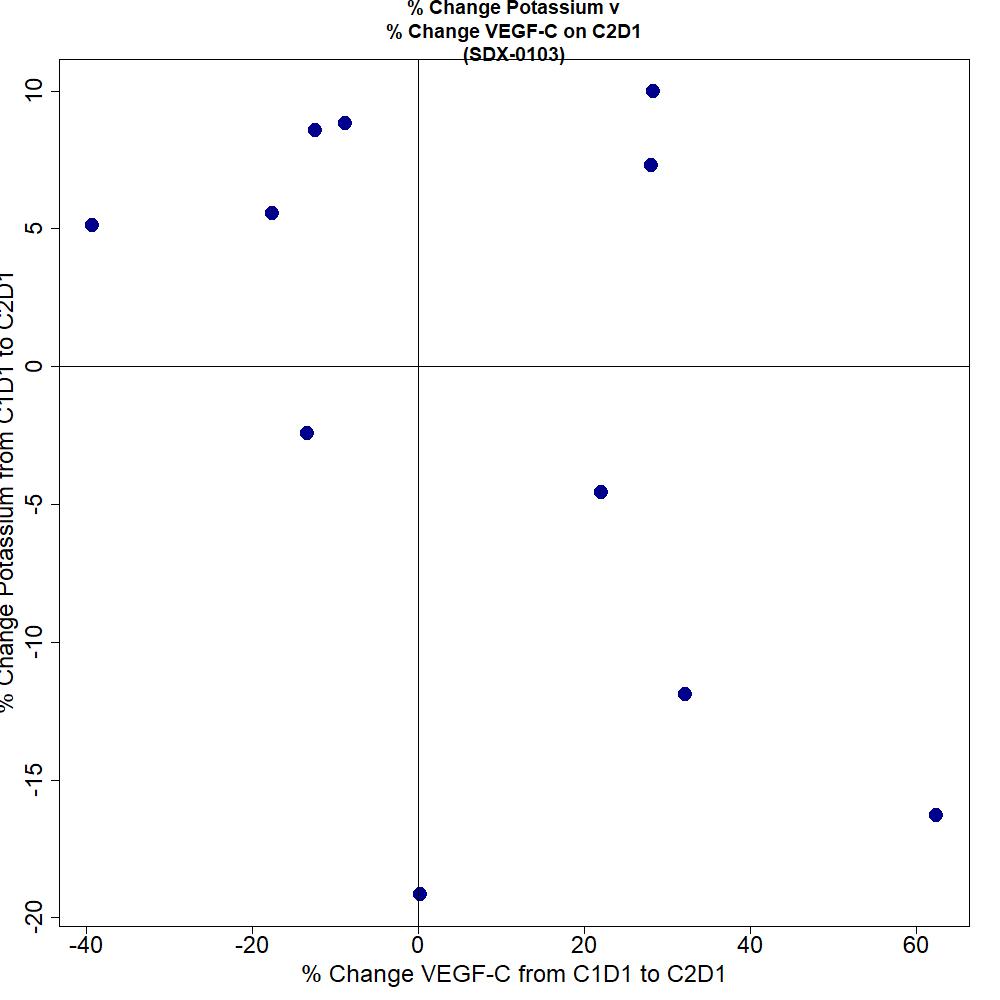 % Change Potassium v
% Change VEGF-C on C2D1
(SDX-0103)
% Change Potassium from C1D1 to C2D1
10
5
0
-5
-10
-15
-20
-40
-20
0
20
40
60
% Change VEGF-C from C1D1 to C2D1